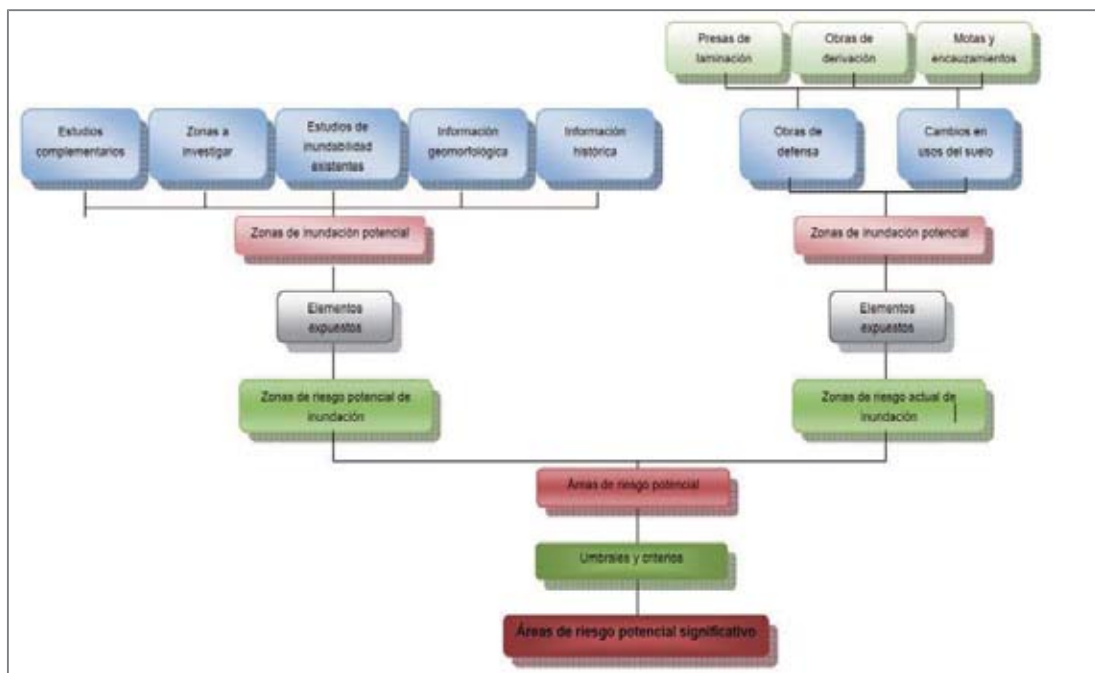 Presas de
laminación
Obras de
derivación
Motas y
encauzamientos
Estudios
complementarios
Zonas a
investigar
Estudios de
inundabilidad
existentes
Información
geomorfológica
Información
histórica
Obras de
defensa
Cambios en
usos del suelo
Zonas de inundación potencial
Zonas de inundación potencial
Elementos
expuestos
Elementos
expuestos
Zonas de riesgo potencial de
inundación
Zonas de riesgo actual de
inundación
Áreas de riesgo potencial
Umbrales y criterios
Áreas de riesgo potencial significativo